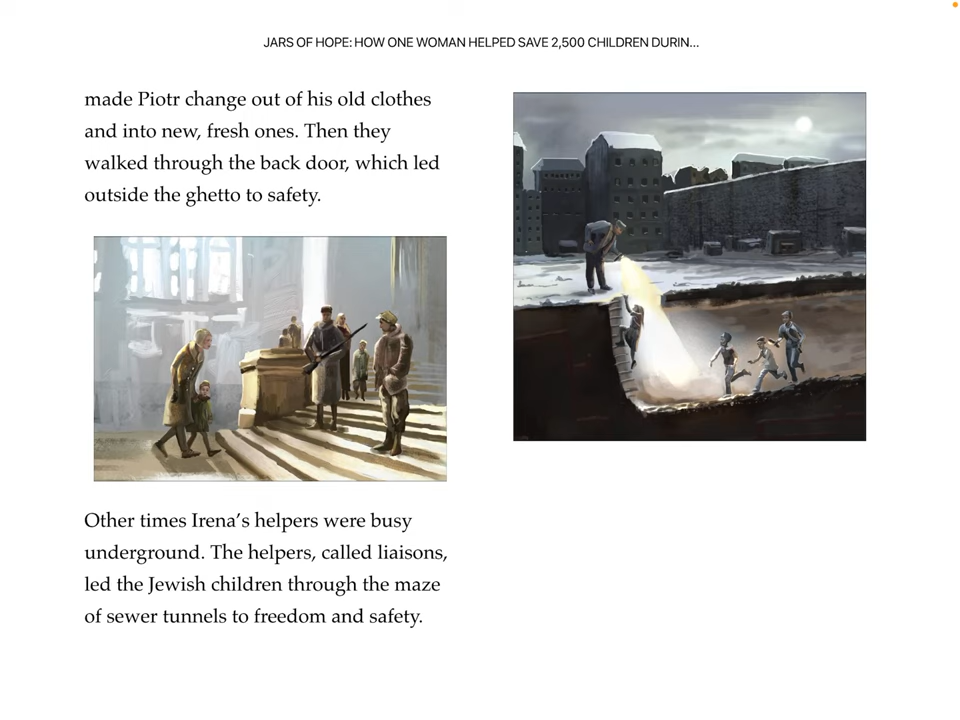 JARS OF HOPE: HOW ONE WOMAN HELPED SAVE 2,500 CHILDREN DURIN...
made Piotr change out of his old clothes
and into new, fresh ones. Then they
walked through the back door, which led
outside the ghetto to safety.
Other times Irena’s helpers were busy
underground. The helpers, called liaisons,
led the Jewish children through the maze
of sewer tunnels to freedom and safety.